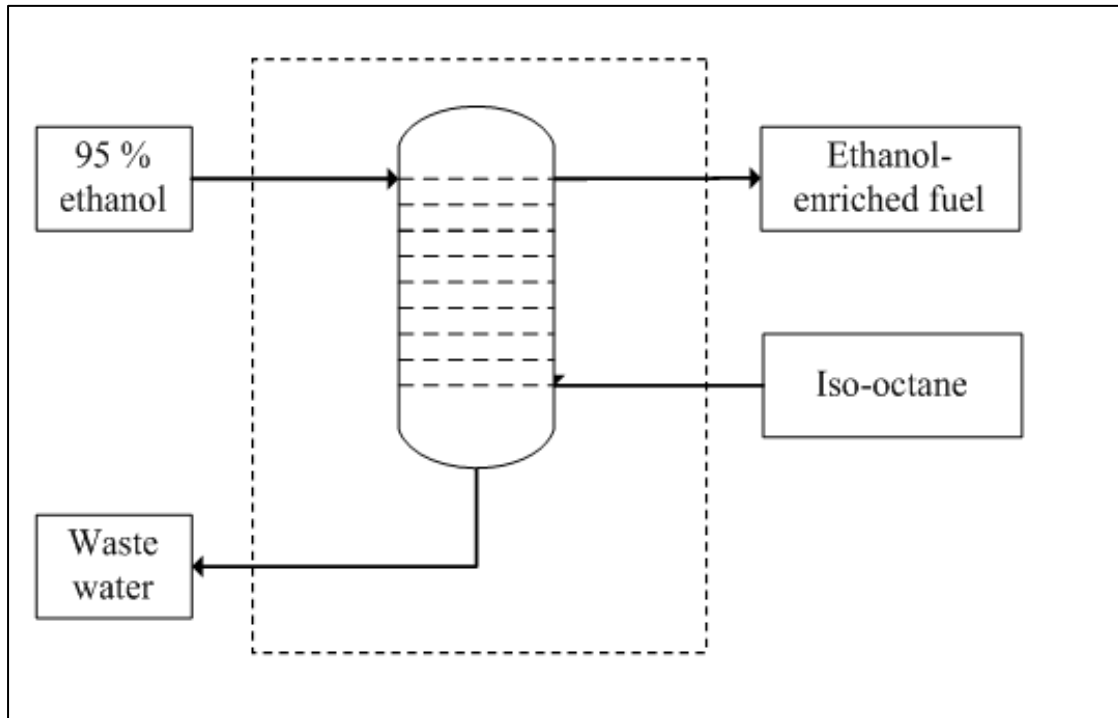 95 %
ethanol
Ethanol-
enriched fuel
Iso-octane
Waste
water